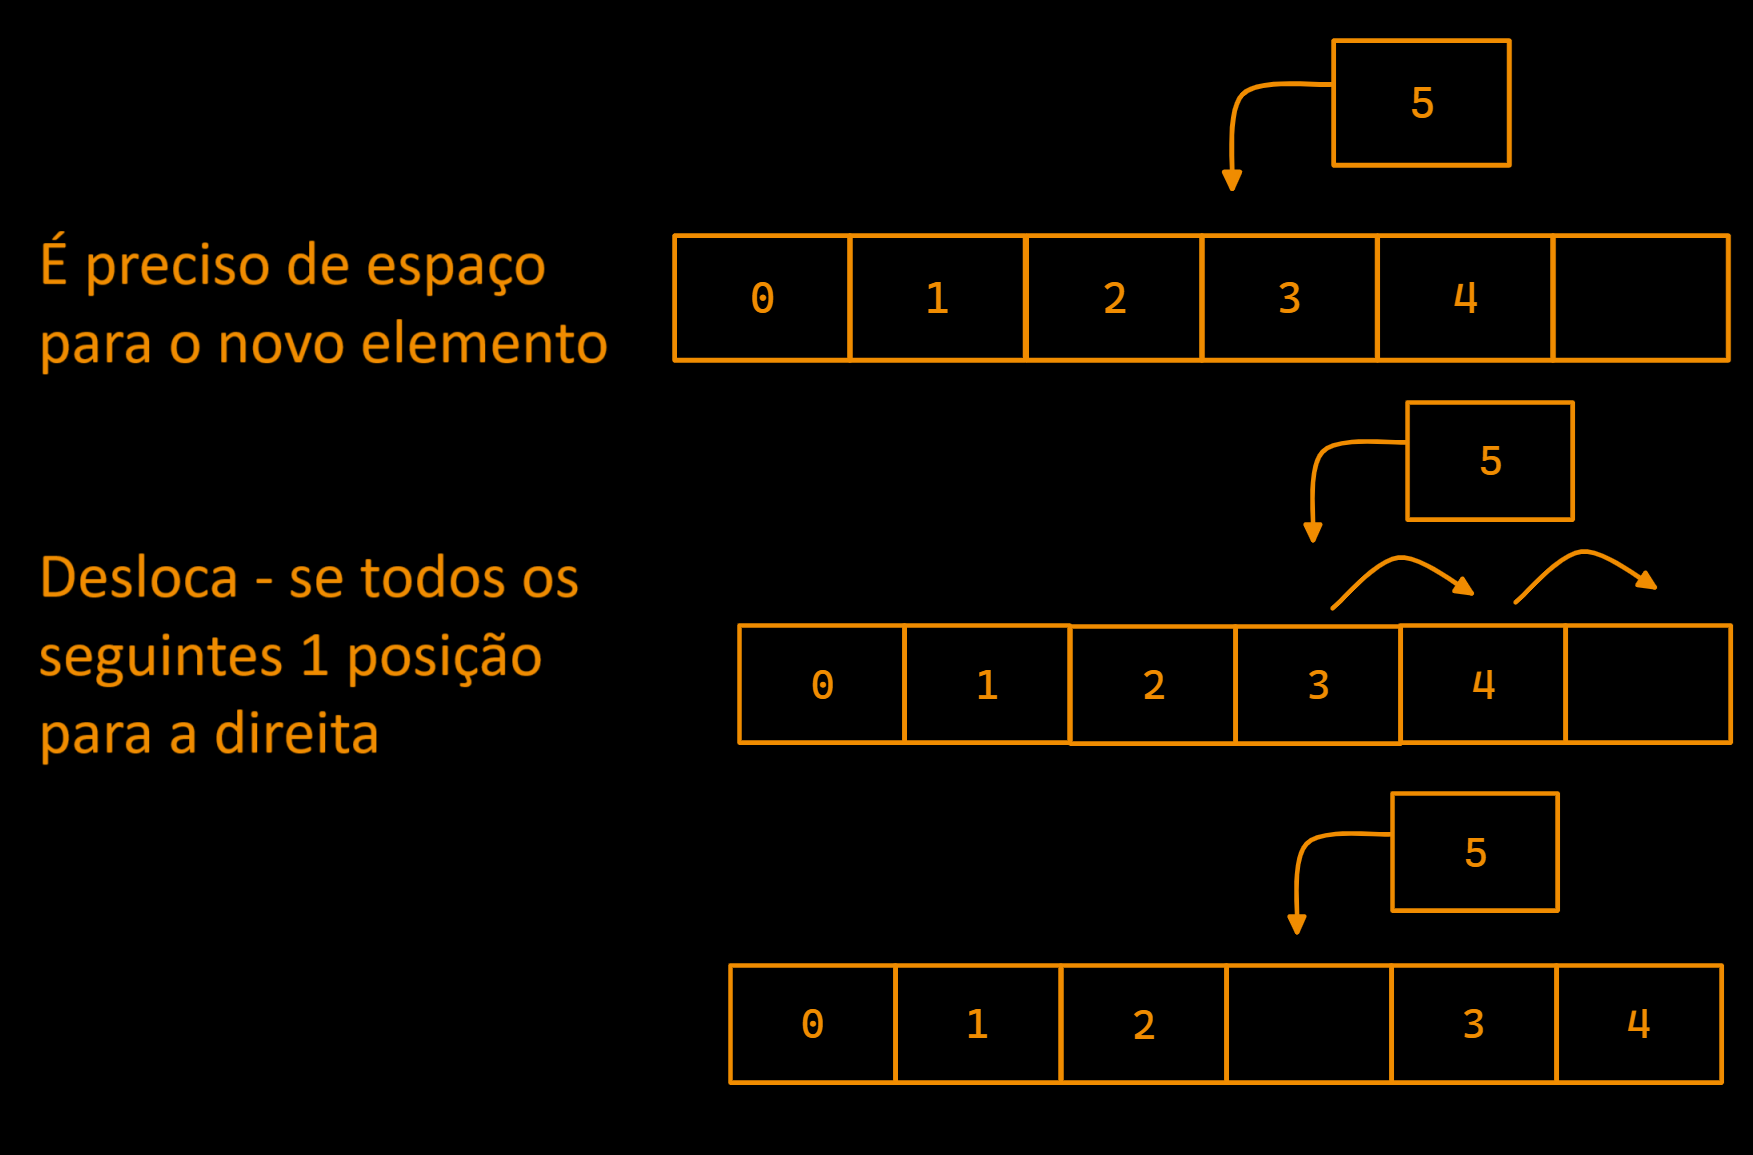 5
É preciso de espaço
para o novo elemento
0 1 2 3 4
5
Desloca - se todos os
seguintes 1 posição
para a direita
0 1 2 3 4
5
0 1 2 3 4